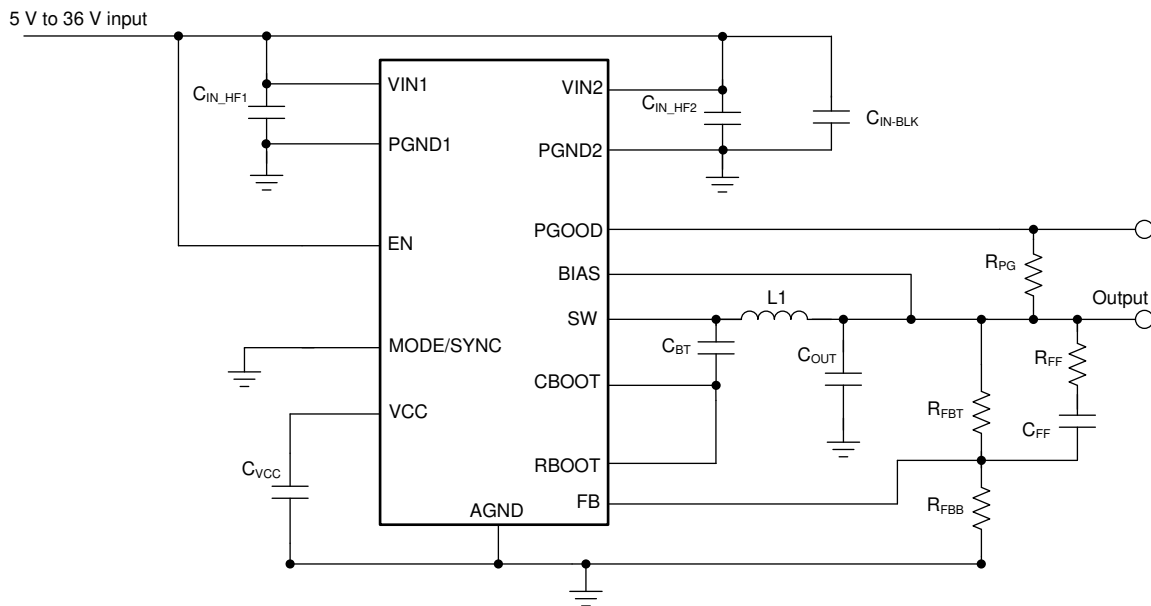 5 V to 36 V input
VIN1
VIN2
C_IN_HF1
C_IN_HF2
C_IN-BLK
PGND1
PGND2
PGOOD
EN
BIAS
R_PG
L1
Output
SW
MODE/SYNC
C_BT
C_OUT
R_FF
CBOOT
VCC
R_FBT
C_FF
RBOOT
C_VCC
FB
AGND
R_FBB